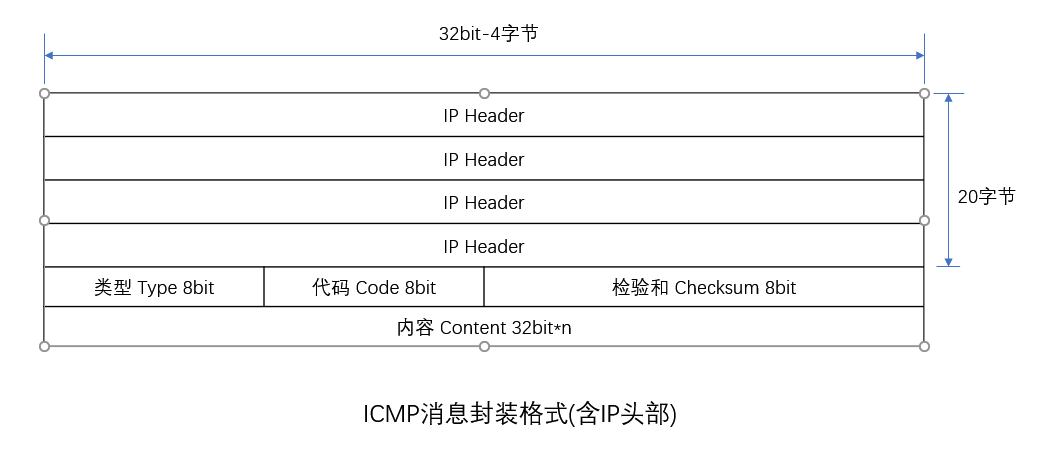 32bit-4字节
IP Header
IP Header
IP Header
20字节
IP Header
类型 Type 8bit
代码 Code 8bit
检验和 Checksum 8bit
内容 Content 32bit*n
ICMP消息封装格式(含IP头部)